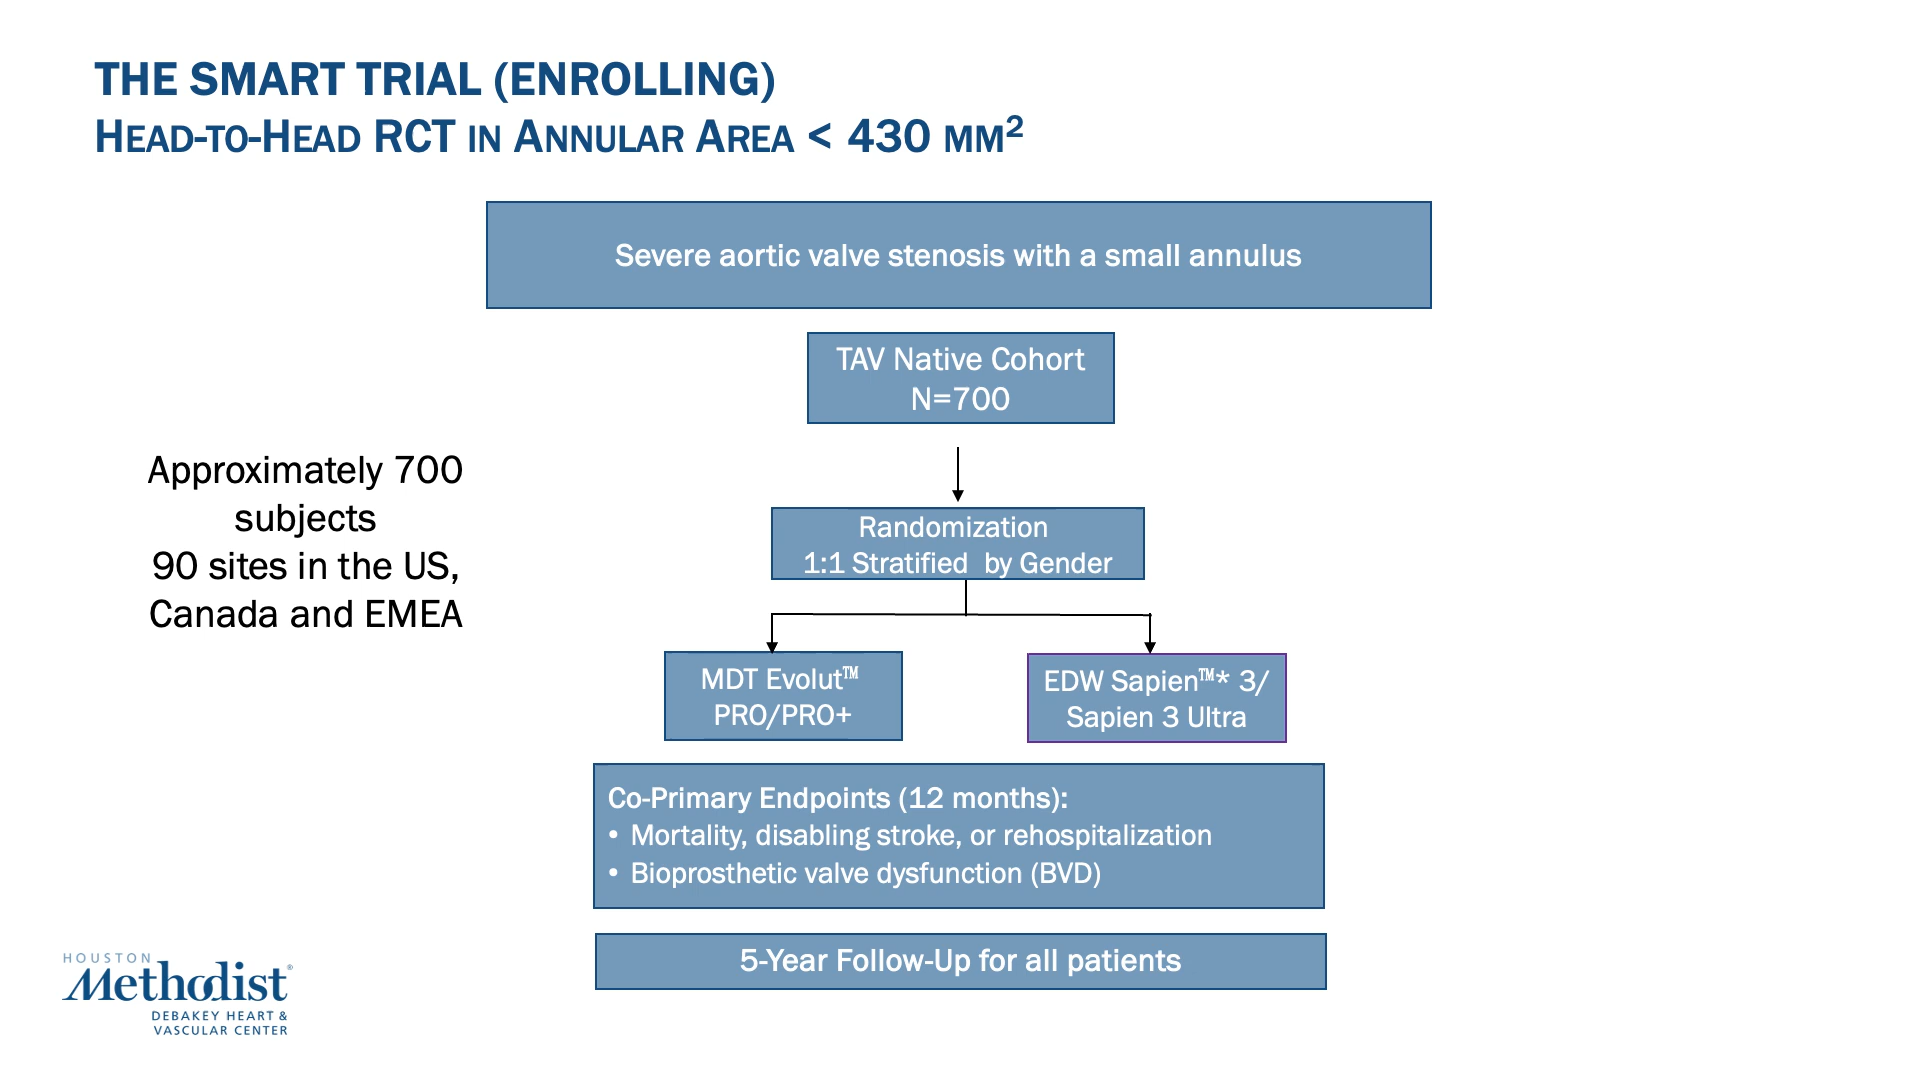 THE SMART TRIAL (ENROLLING)
HEAD-TO-HEAD RCT IN ANNULAR AREA < 430 MM²
Severe aortic valve stenosis with a small annulus
TAV Native Cohort
N=700
Approximately 700
subjects
90 sites in the US,
Canada and EMEA
Randomization
1:1 Stratified  by Gender
MDT Evolut™
PRO/PRO+
EDW Sapien™* 3/
Sapien 3 Ultra
Co-Primary Endpoints (12 months):
• Mortality, disabling stroke, or rehospitalization
• Bioprosthetic valve dysfunction (BVD)
5-Year Follow-Up for all patients
HOUSTON
Methodist®
DEBAKEY HEART &
VASCULAR CENTER